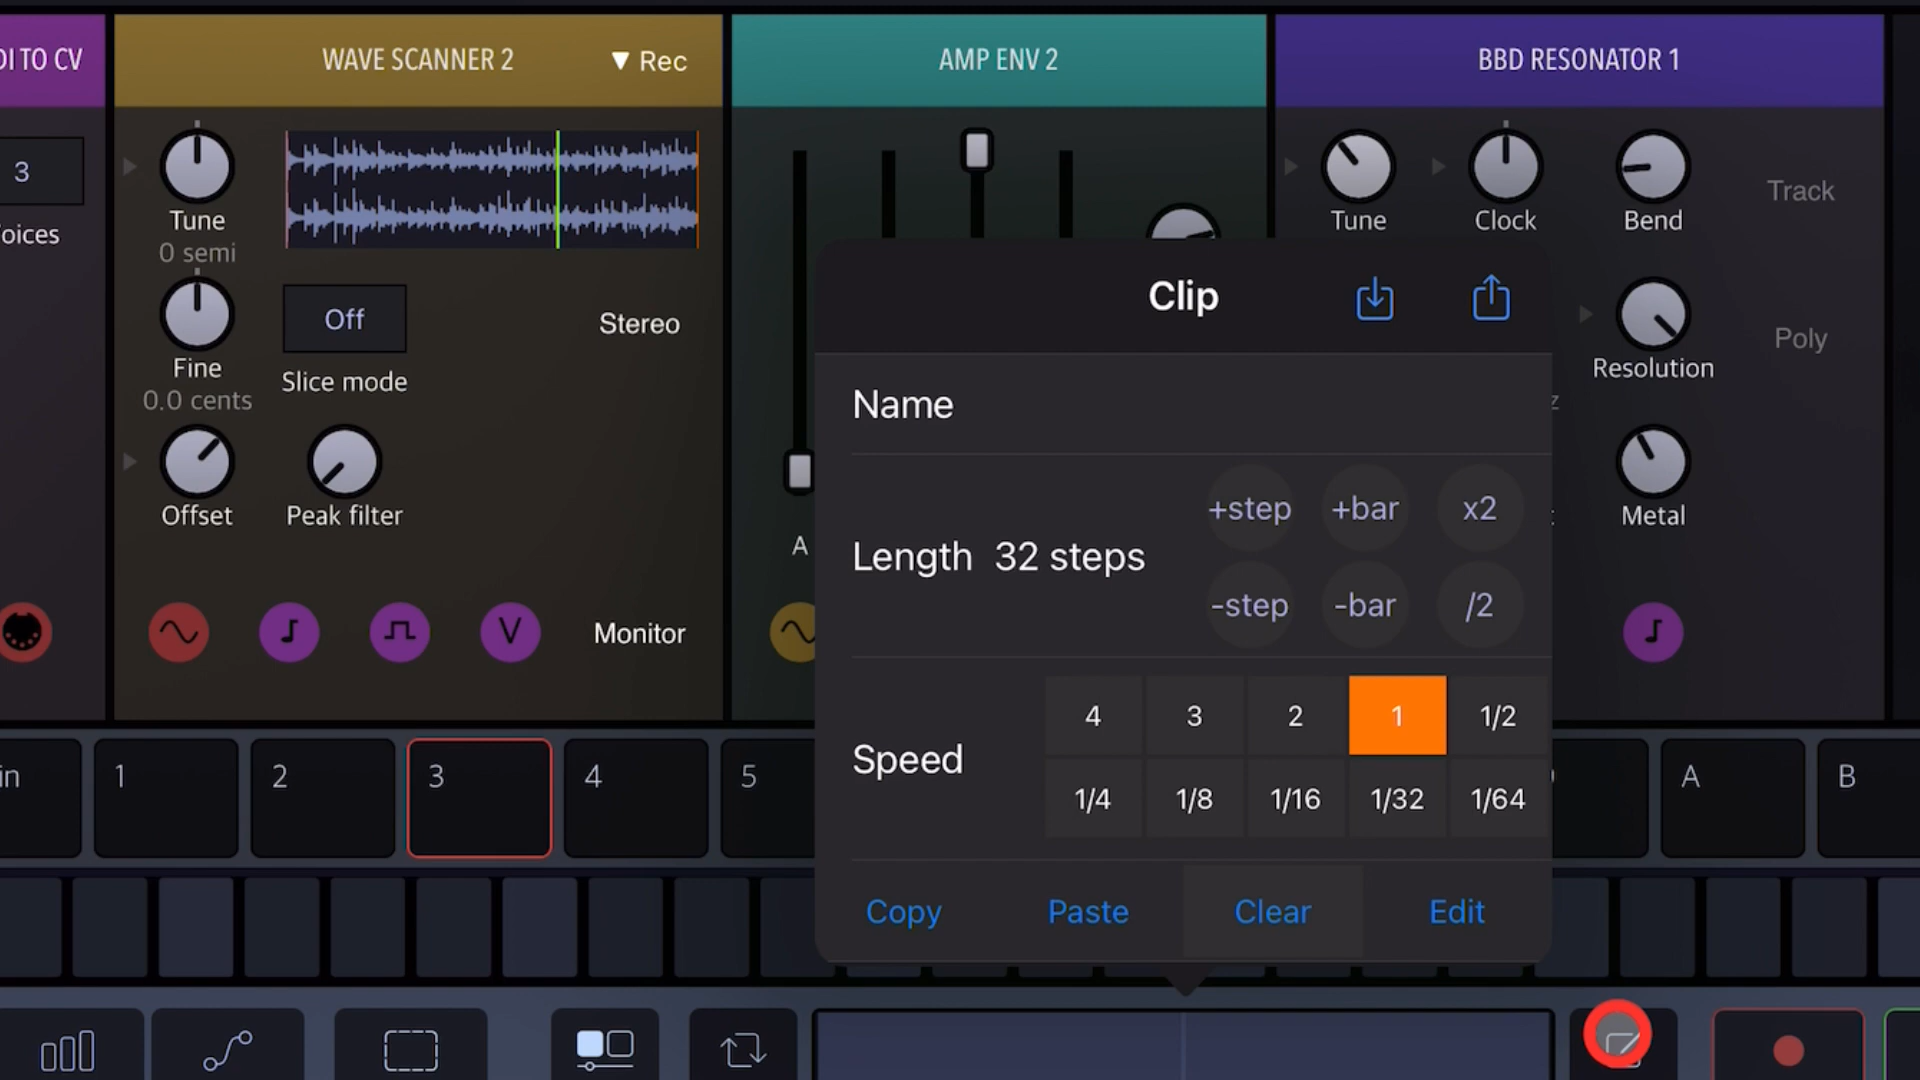 DI TO CV
WAVE SCANNER 2
▼ Rec
AMP ENV 2
BBD RESONATOR 1
3
oices
Tune
0 semi
Fine
0.0 cents
Off
Slice mode
Stereo
Offset
Peak filter
V
Monitor
A
Tune
Clock
Bend
Track
Resolution
Poly
Metal
Clip
Name
Length 32 steps
+step +bar x2
-step -bar /2
Speed
4 3 2 1 1/2
1/4 1/8 1/16 1/32 1/64
Copy Paste Clear Edit
in 1 2 3 4 5 A B